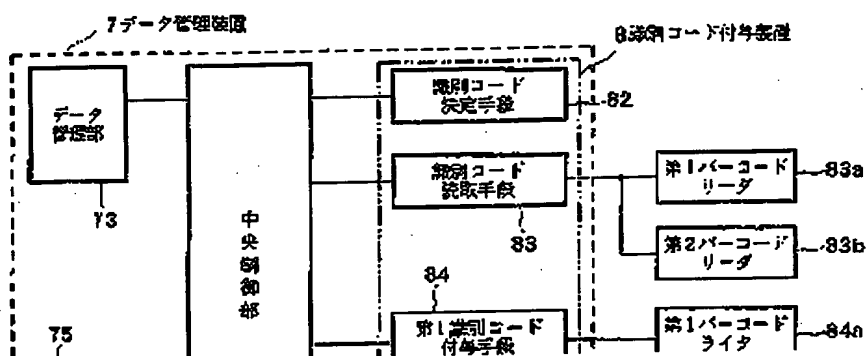 7データ管理装置
8識別コード付与装置
データ
管理部
73
中央制御部
識別コード
決定手段
82
識別コード
読取手段
83
第1バーコード
リーダ
83a
第2バーコード
リーダ
83b
84
第1識別コード
付与手段
第1バーコード
ライタ
84a
75